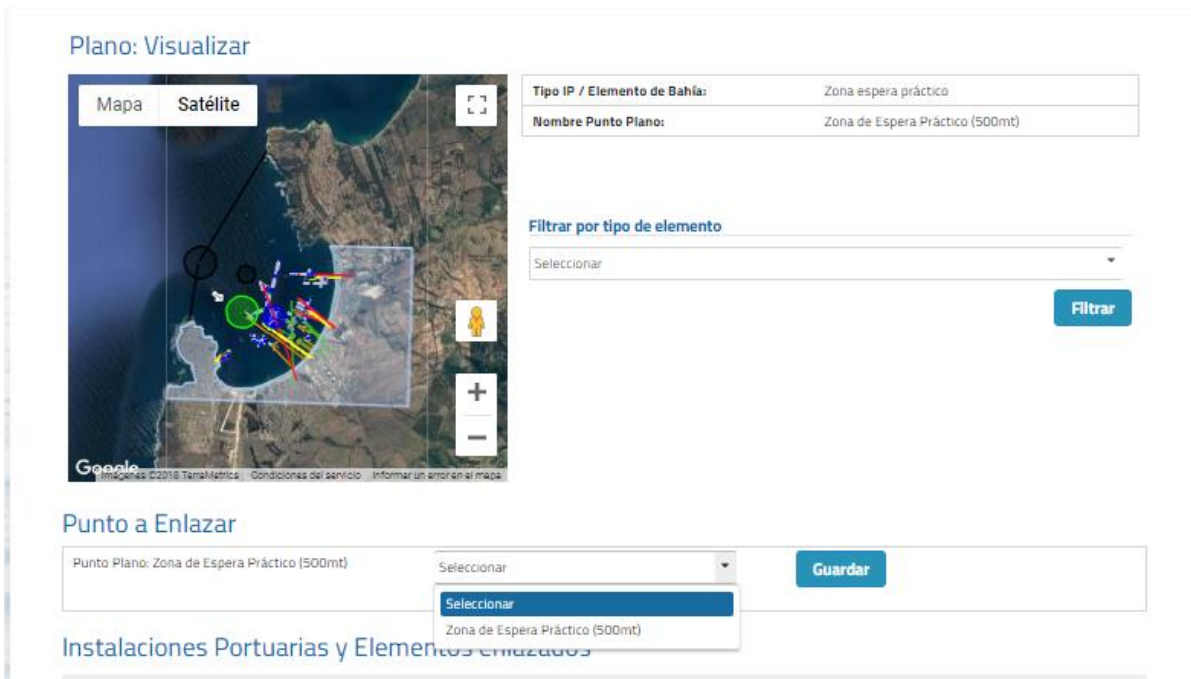 Plano: Visualizar
Mapa Satélite
Tipo IP / Elemento de Bahía: Zona espera práctico
Nombre Punto Plano: Zona de Espera Práctico (500mt)
Filtrar por tipo de elemento
Seleccionar
Filtrar
Google
Imágenes ©2018 TerraMetrics Condiciones del servicio Informar un error en el mapa
Punto a Enlazar
Punto Plano: Zona de Espera Práctico (500mt) Seleccionar Guardar
Seleccionar
Zona de Espera Práctico (500mt)
Instalaciones Portuarias y Elementos enlazados